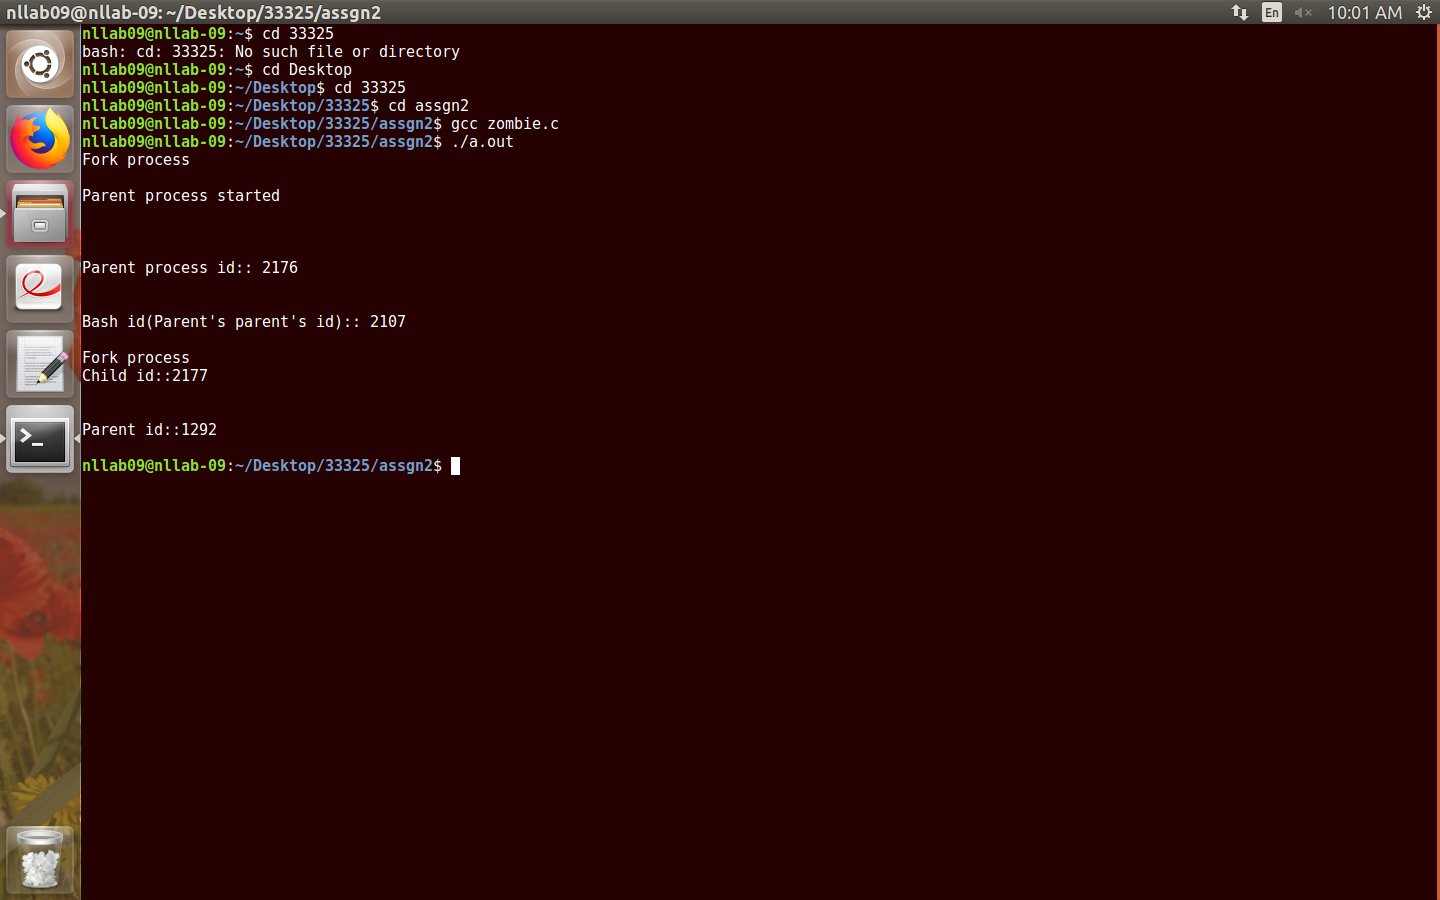 nllab09@nllab-09: ~/Desktop/33325/assgn2
En
10:01 AM
nllab09@nllab-09:~$ cd 33325
bash: cd: 33325: No such file or directory
nllab09@nllab-09:~$ cd Desktop
nllab09@nllab-09:~/Desktop$ cd 33325
nllab09@nllab-09:~/Desktop/33325$ cd assgn2
nllab09@nllab-09:~/Desktop/33325/assgn2$ gcc zombie.c
nllab09@nllab-09:~/Desktop/33325/assgn2$ ./a.out
Fork process
Parent process started
Parent process id:: 2176
Bash id(Parent's parent's id):: 2107
Fork process
Child id::2177
Parent id::1292
nllab09@nllab-09:~/Desktop/33325/assgn2$